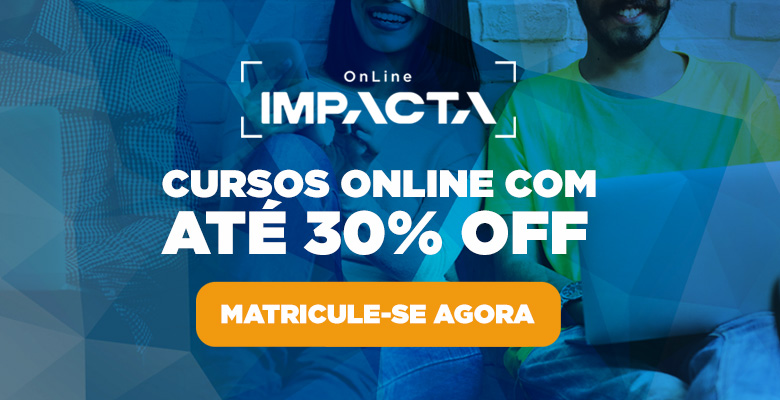 OnLine
IMPACTA
CURSOS ONLINE COM
ATÉ 30% OFF
MATRICULE-SE AGORA